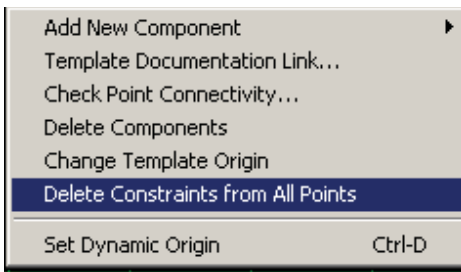 Add New Component
Template Documentation Link...
Check Point Connectivity...
Delete Components
Change Template Origin
Delete Constraints from All Points
Set Dynamic Origin Ctrl-D